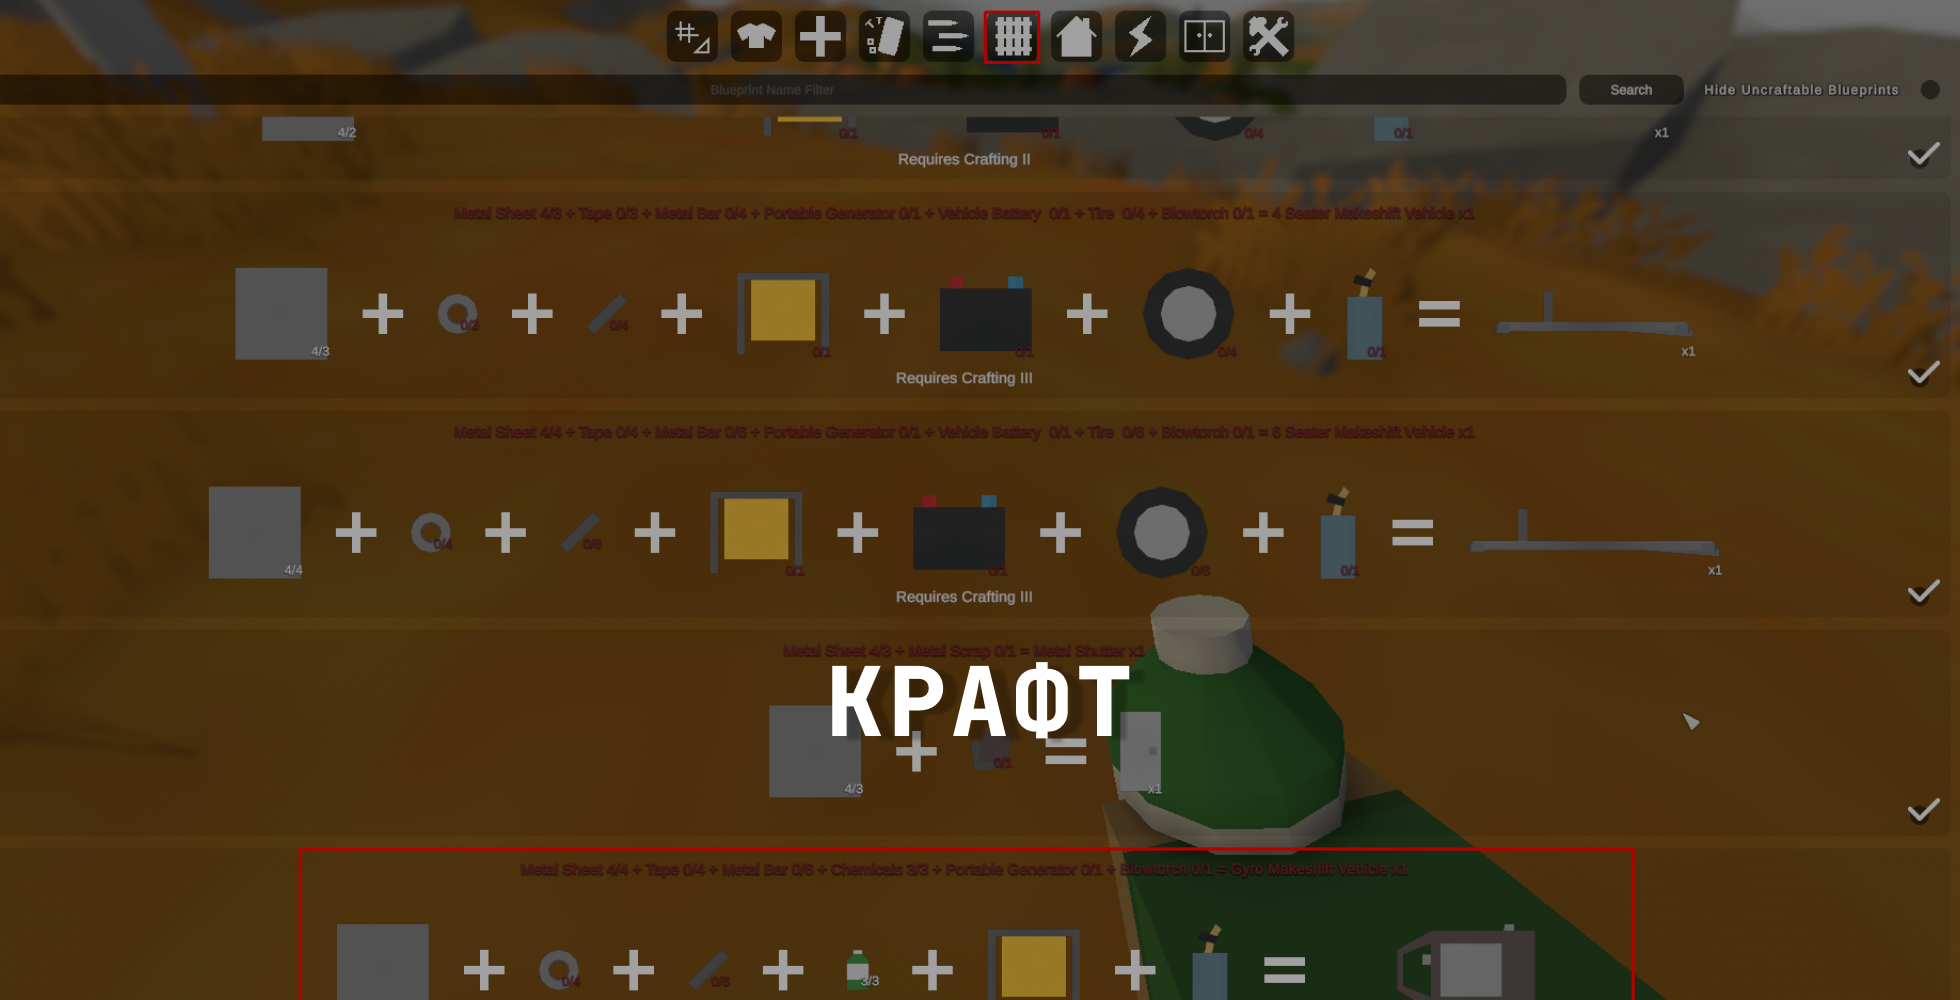 Blueprint Name Filter
Search
Hide Uncraftable Blueprints
4/2
0/1
0/1
0/4
0/1
x1
Requires Crafting II
Metal Sheet 4/3 + Tape 0/3 + Metal Bar 0/4 + Portable Generator 0/1 + Vehicle Battery 0/1 + Tire 0/4 + Blowtorch 0/1 = 4 Seater Makeshift Vehicle x1
4/3
0/3
0/4
0/1
0/1
0/4
0/1
x1
Requires Crafting III
Metal Sheet 4/4 + Tape 0/4 + Metal Bar 0/6 + Portable Generator 0/1 + Vehicle Battery 0/1 + Tire 0/6 + Blowtorch 0/1 = 6 Seater Makeshift Vehicle x1
4/4
0/4
0/6
0/1
0/1
0/6
0/1
x1
Requires Crafting III
Metal Sheet 4/3 + Metal Scrap 0/1 = Metal Shutter x1
КРАФТ
4/3
0/1
x1
Metal Sheet 4/4 + Tape 0/4 + Metal Bar 0/6 + Chemicals 3/3 + Portable Generator 0/1 + Blowtorch 0/1 = Gyro Makeshift Vehicle x1
0/4
0/6
3/3